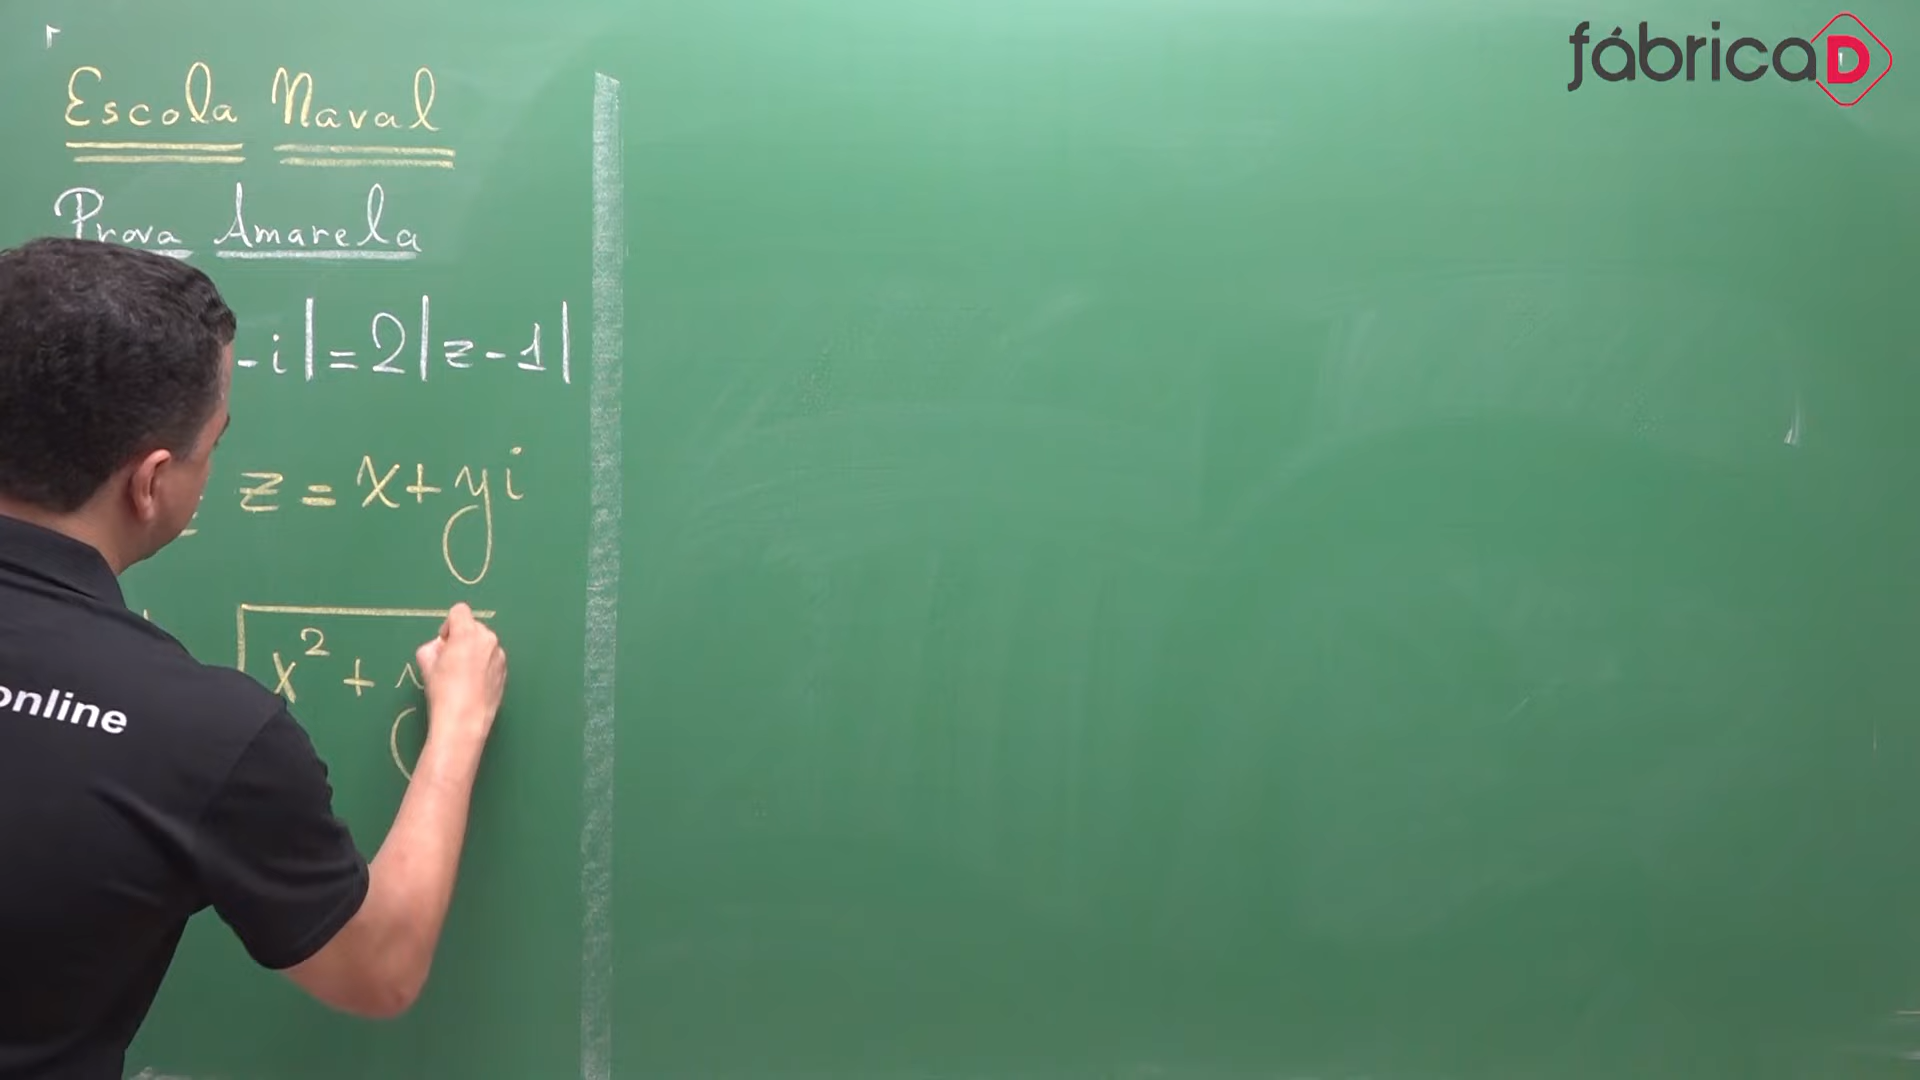 fábricaD
Escola Naval
Prova Amarela
-i|=2|z-1|
z=x+yi
x²+y
online